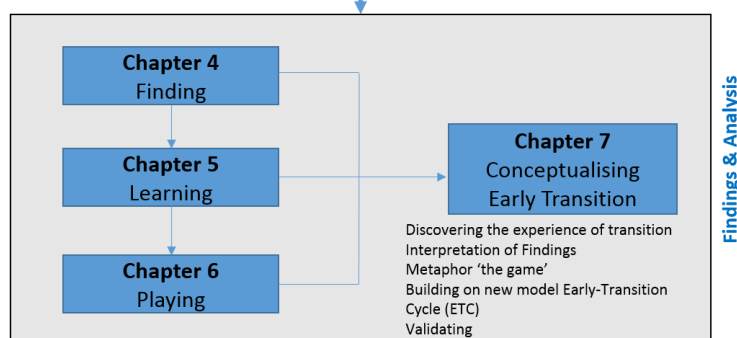 Chapter 4
Finding
Chapter 5
Learning
Chapter 6
Playing
Chapter 7
Conceptualising
Early Transition
Discovering the experience of transition
Interpretation of Findings
Metaphor ‘the game’
Building on new model Early-Transition
Cycle (ETC)
Validating
Findings & Analysis